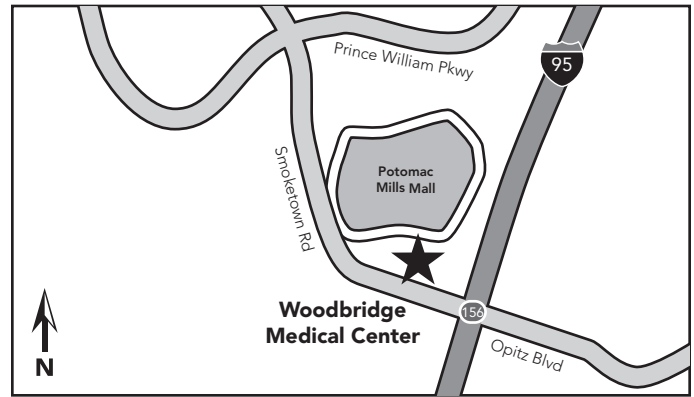 Prince William Pkwy
95
Smoketown Rd
Potomac
Mills Mall
Woodbridge
Medical Center
156
Opitz Blvd
N